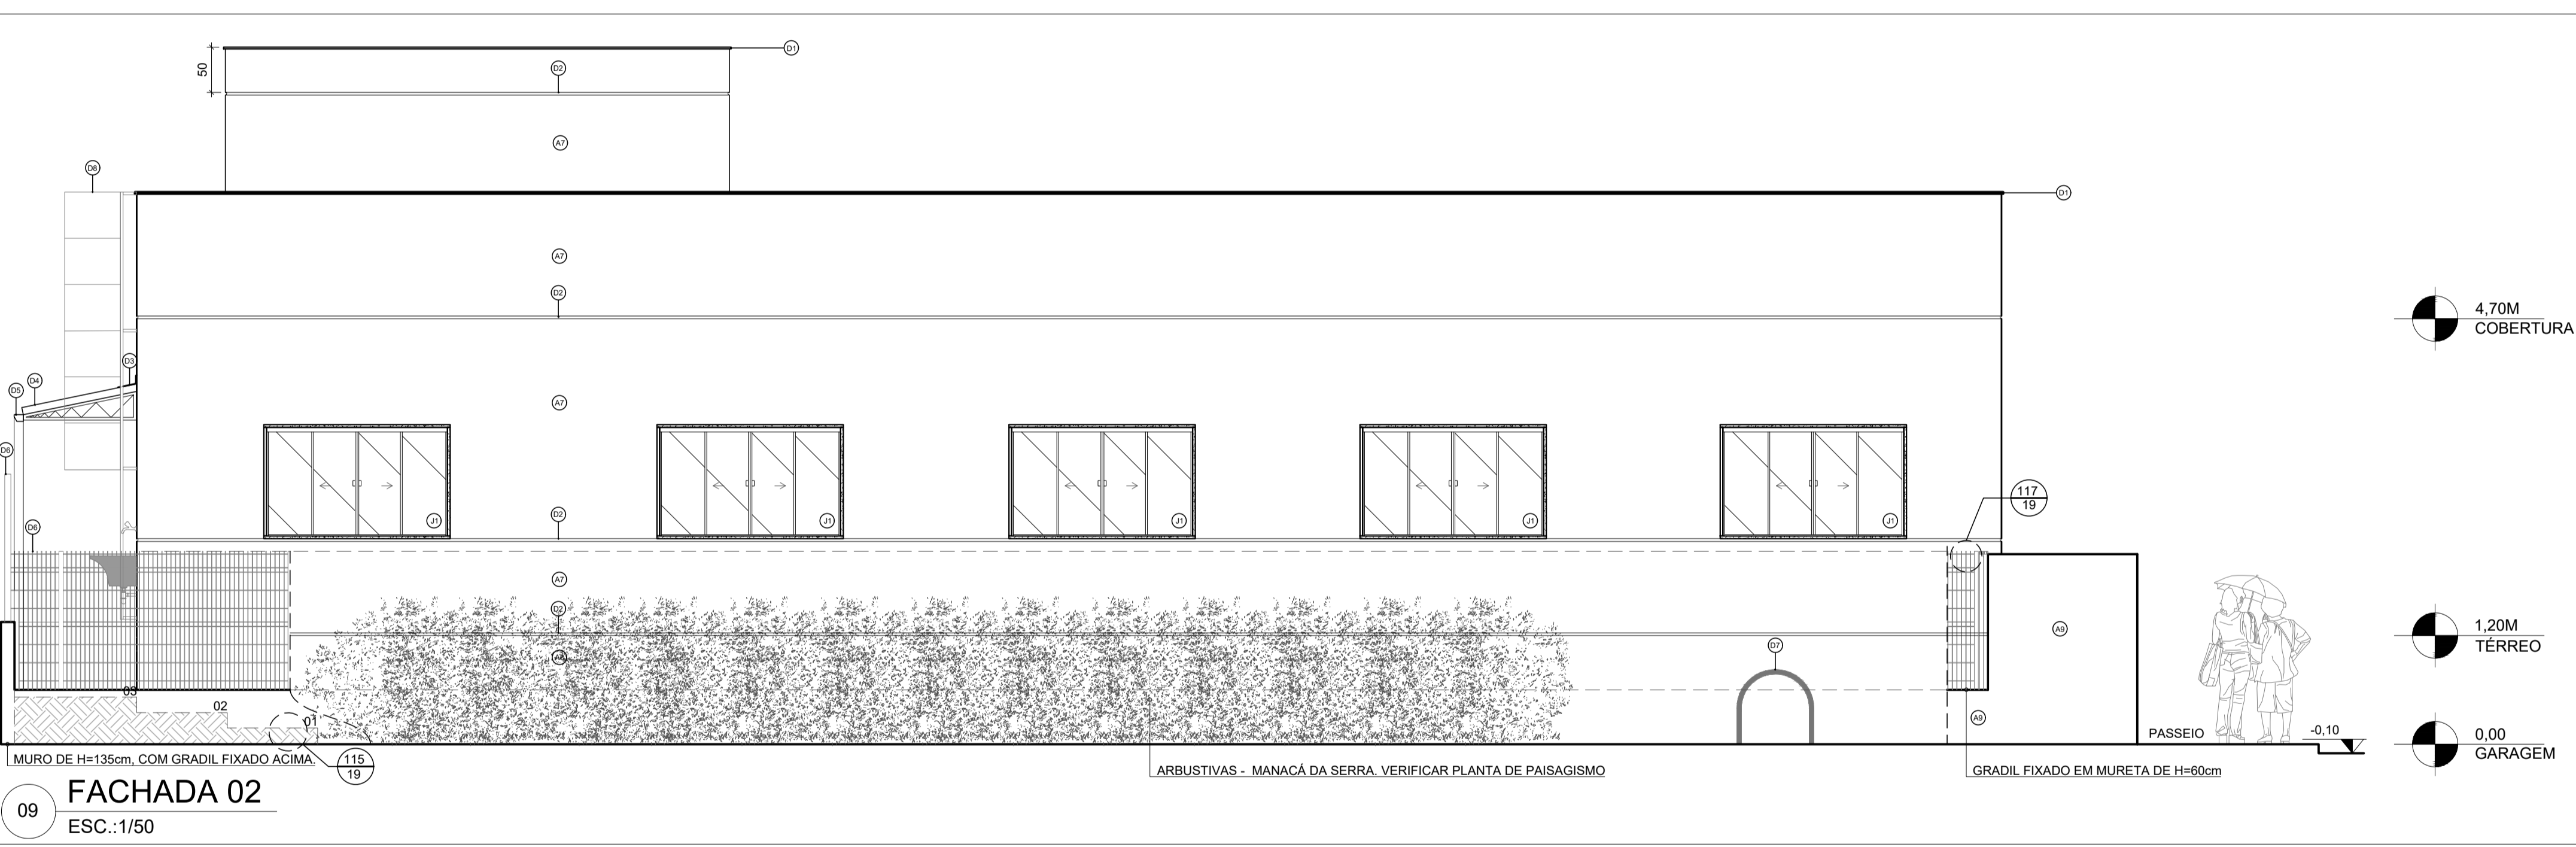 D1
50
D2
A7
D8
D1
A7
D2
4,70M
COBERTURA
D3
D4
D5
A7
D6
117
19
J1
J1
J1
J1
J1
D2
D6
A7
D2
1,20M
TÉRREO
A9
D7
03
02
01
A9
PASSEIO
-0,10
0,00
GARAGEM
MURO DE H=135cm, COM GRADIL FIXADO ACIMA.
115
19
ARBUSTIVAS - MANACÁ DA SERRA. VERIFICAR PLANTA DE PAISAGISMO
GRADIL FIXADO EM MURETA DE H=60cm
09
FACHADA 02
ESC.:1/50